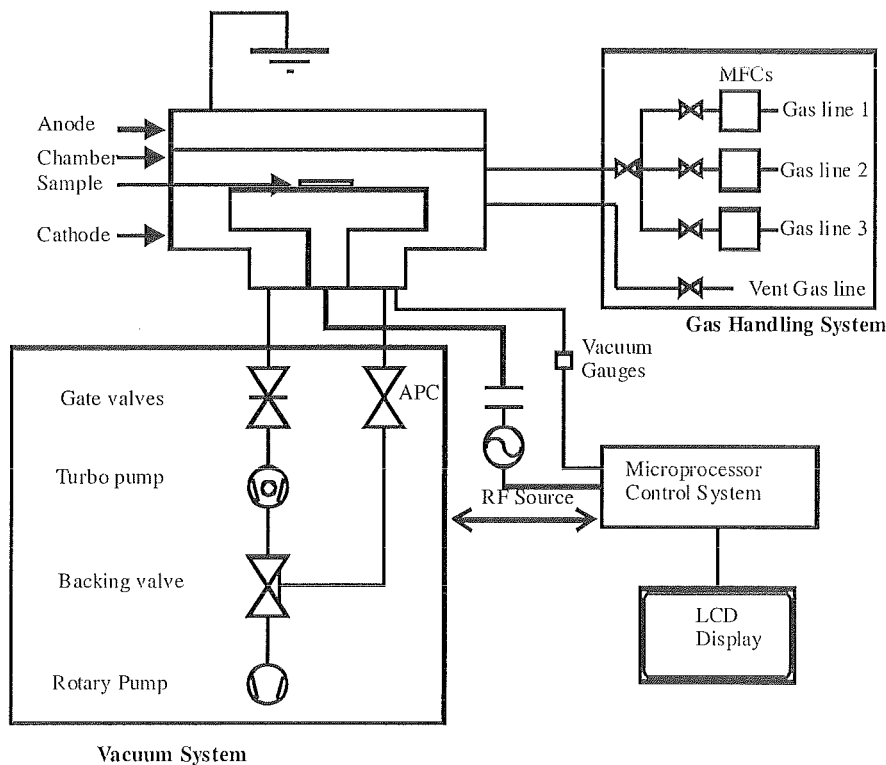 MFCs
Gas line 1
Gas line 2
Gas line 3
Vent Gas line
Gas Handling System
Anode
Chamber
Sample
Cathode
Vacuum
Gauges
Gate valves
APC
Turbo pump
RF Source
Microprocessor
Control System
Backing valve
LCD
Display
Rotary Pump
Vacuum System